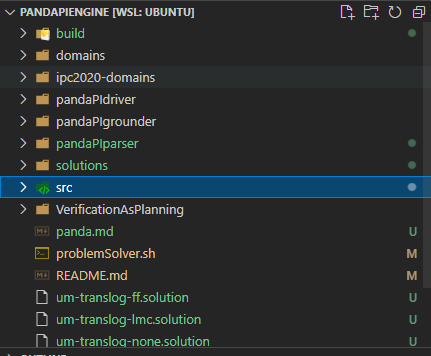 PANDAPIENGINE [WSL: UBUNTU]
build
domains
ipc2020-domains
pandaPIdriver
pandaPIgrounder
pandaPIparser
solutions
src
VerificationAsPlanning
panda.md U
problemSolver.sh M
README.md M
um-translog-ff.solution U
um-translog-lmc.solution U
um-translog-none.solution U